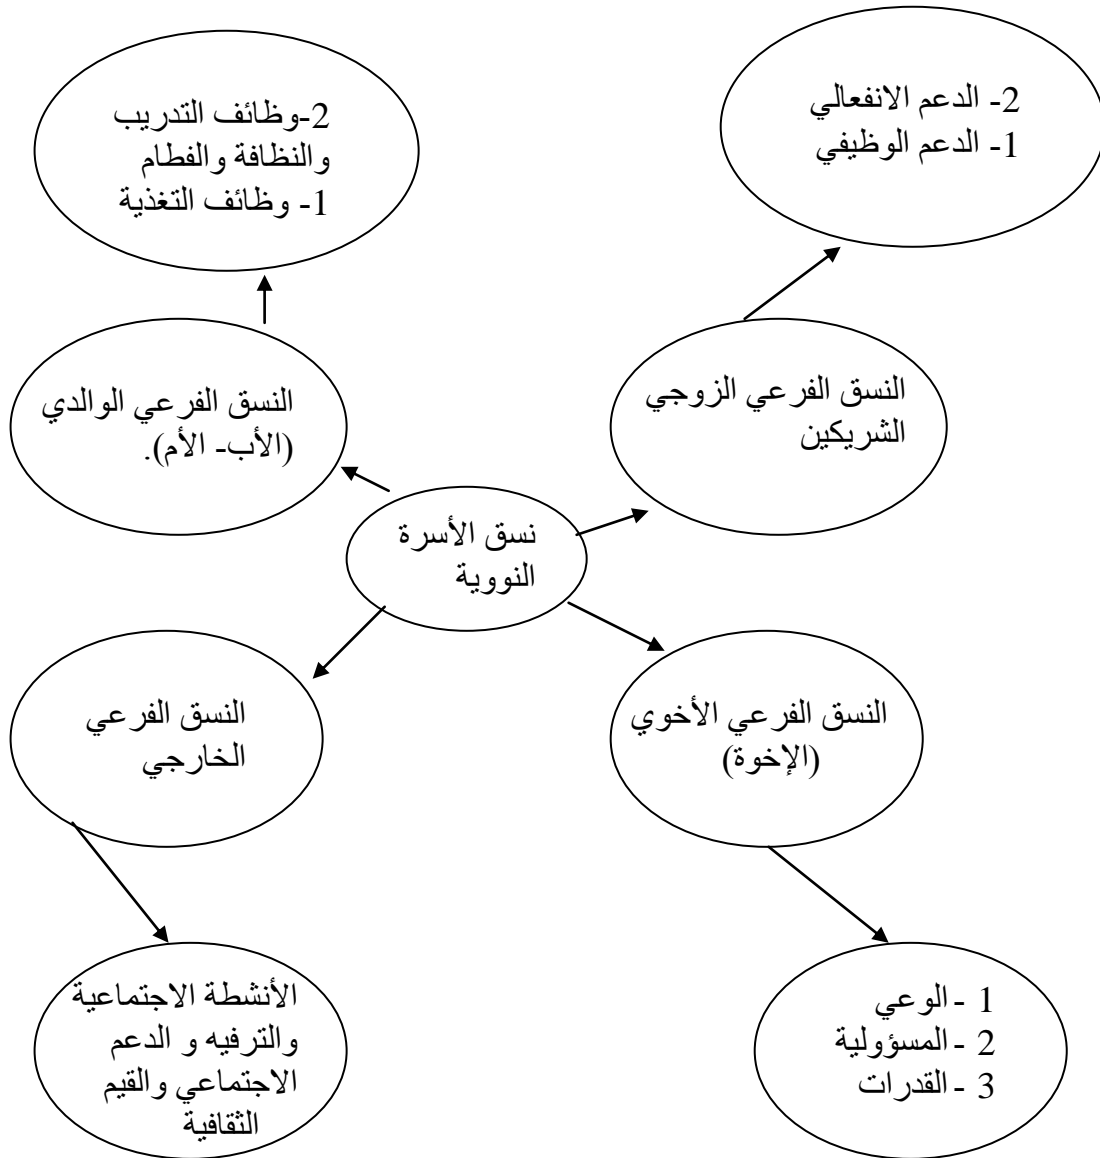 2- الدعم الانفعالي
1- الدعم الوظيفي
2-وظائف التدريب
والنظافة والفطام
1- وظائف التغذية
النسق الفرعي الزوجي
الشريكين
النسق الفرعي الوالدي
(الأب- الأم).
نسق الأسرة
النووية
النسق الفرعي الأخوي
(الإخوة)
النسق الفرعي
الخارجي
1 - الوعي
2 - المسؤولية
3 - القدرات
الأنشطة الاجتماعية
والترفيه و الدعم
الاجتماعي والقيم
الثقافية